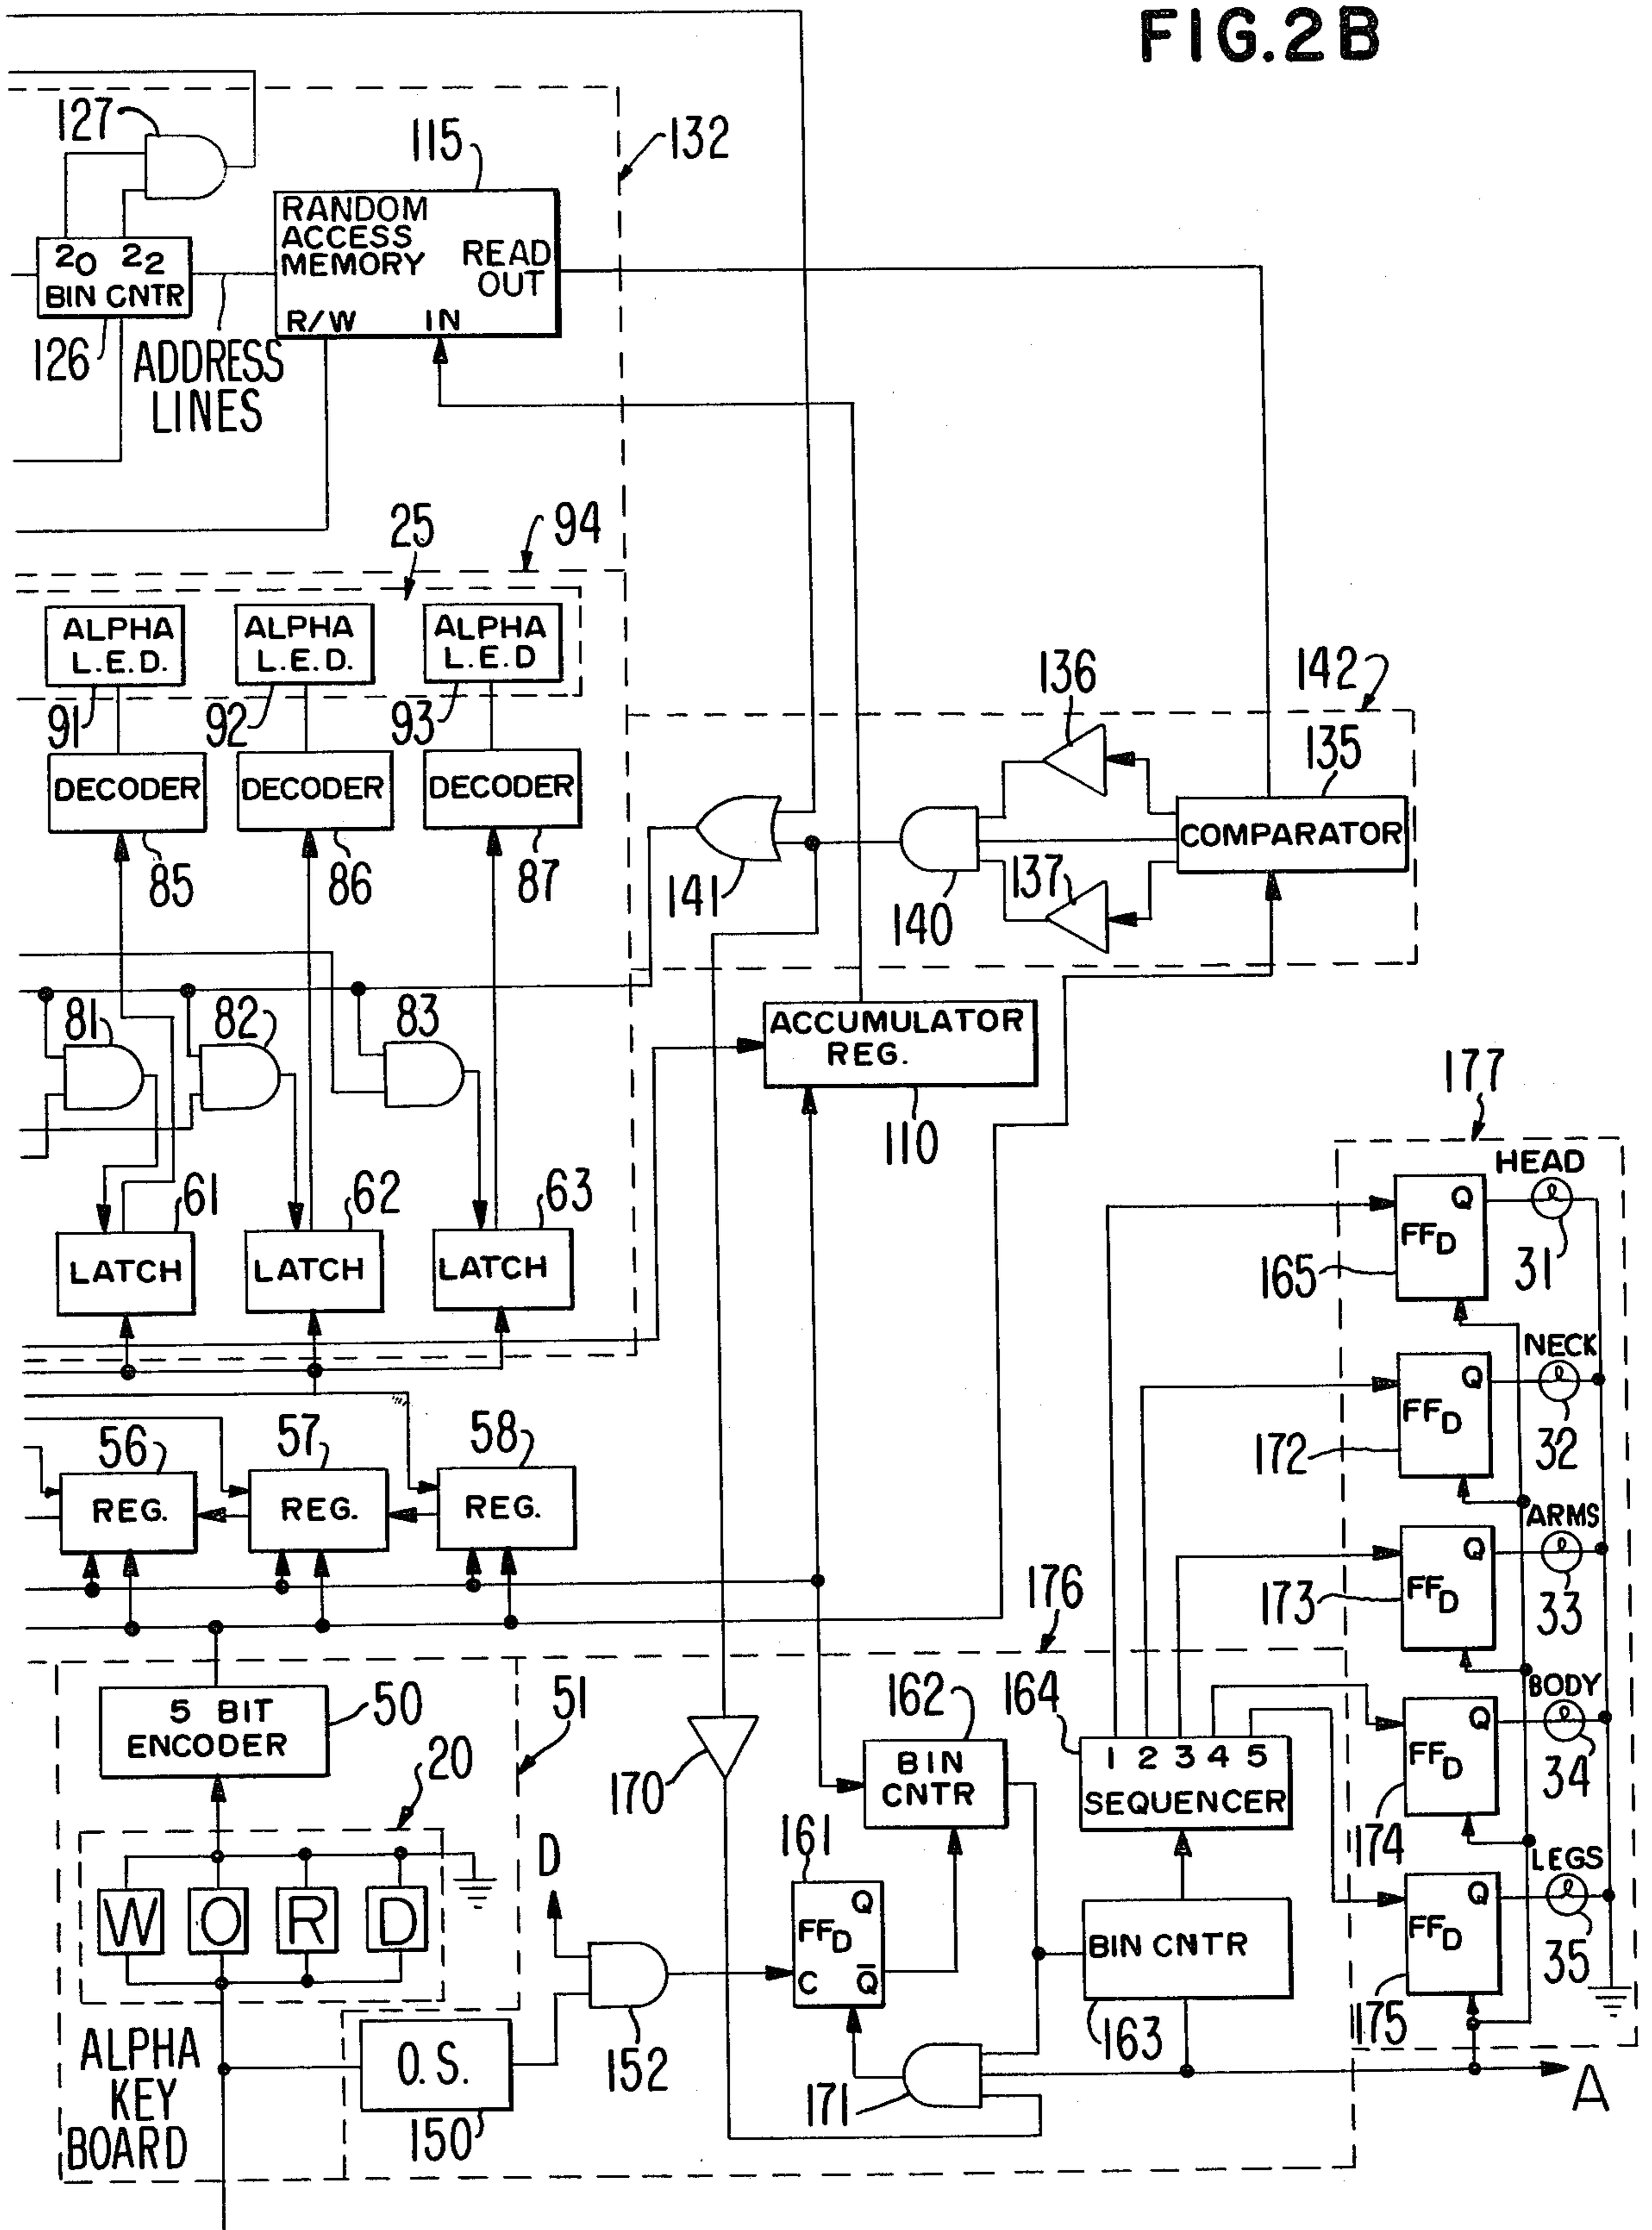 FIG.2B
127
115
132
RANDOM
ACCESS
MEMORY
READ
OUT
R/W
IN
20 22
BIN CNTR
126
ADDRESS
LINES
25
94
ALPHA
L.E.D.
ALPHA
L.E.D.
ALPHA
L.E.D
91
92
93
136
142
135
DECODER
DECODER
DECODER
COMPARATOR
85
86
87
141
140
137
81
82
83
ACCUMULATOR
REG.
110
177
61
62
63
LATCH
LATCH
LATCH
HEAD
Q
FFD
165
31
NECK
Q
FFD
172
32
56
57
58
REG.
REG.
REG.
ARMS
Q
FFD
173
33
176
5 BIT
ENCODER
50
51
20
170
162
BIN
CNTR
164
1 2 3 4 5
SEQUENCER
BODY
Q
FFD
174
34
W O R D
D
161
Q
FFD
C
Q̅
BIN CNTR
163
LEGS
Q
FFD
175
35
ALPHA
KEY
BOARD
O.S.
150
152
171
A